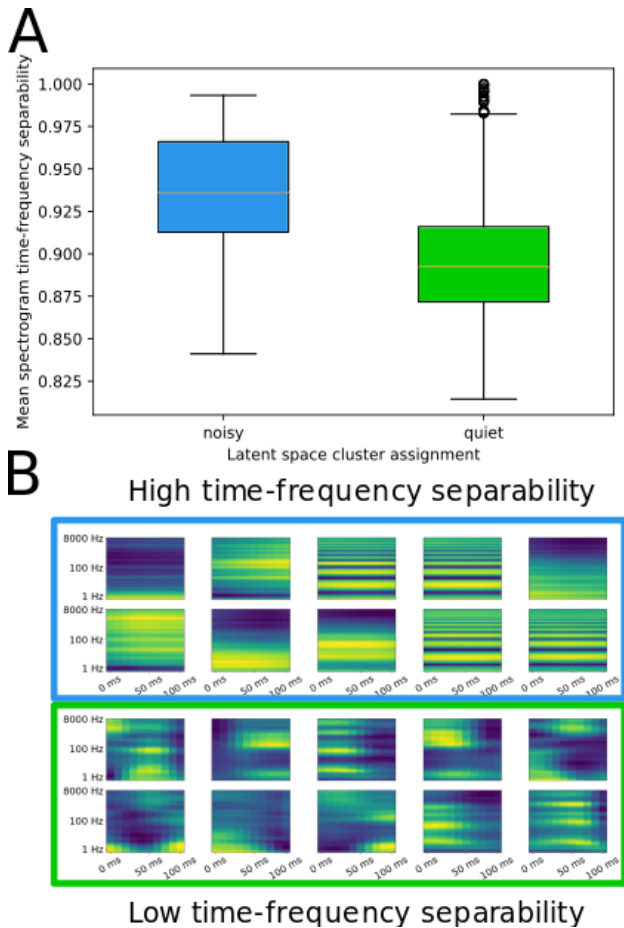 A
Mean spectrogram time-frequency separability
1.000
0.975
0.950
0.925
0.900
0.875
0.850
0.825
noisy quiet
Latent space cluster assignment
B
High time-frequency separability
8000 Hz
100 Hz
1 Hz
8000 Hz
100 Hz
1 Hz
0 ms 50 ms 100 ms 0 ms 50 ms 100 ms 0 ms 50 ms 100 ms 0 ms 50 ms 100 ms 0 ms 50 ms 100 ms
8000 Hz
100 Hz
1 Hz
8000 Hz
100 Hz
1 Hz
0 ms 50 ms 100 ms 0 ms 50 ms 100 ms 0 ms 50 ms 100 ms 0 ms 50 ms 100 ms 0 ms 50 ms 100 ms
Low time-frequency separability